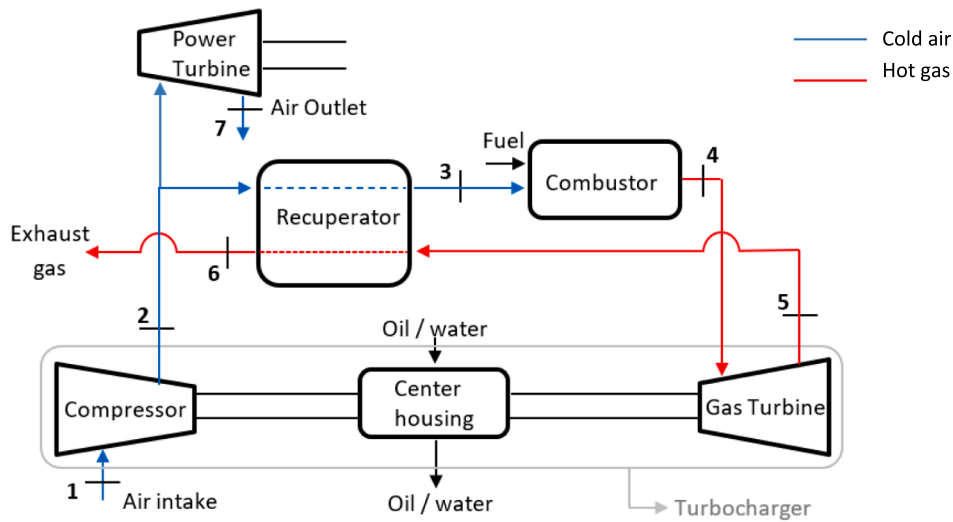 Power
Turbine
Cold air
Hot gas
7
Air Outlet
Fuel
3
4
Combustor
Recuperator
Exhaust
gas
6
5
2
Oil / water
Compressor
Center
housing
Gas Turbine
1
Air intake
Oil / water
Turbocharger